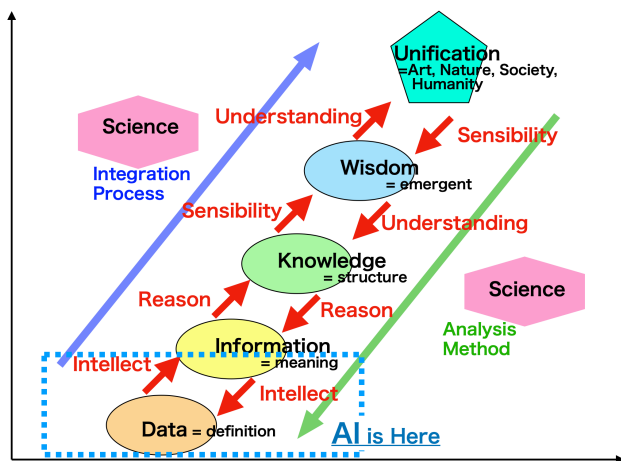 Unification
=Art, Nature, Society,
Humanity
Understanding
Science
Sensibility
Wisdom
= emergent
Integration
Process
Sensibility
Understanding
Knowledge
= structure
Science
Reason
Reason
Analysis
Method
Information
= meaning
Intellect
Intellect
Data = definition
AI is Here